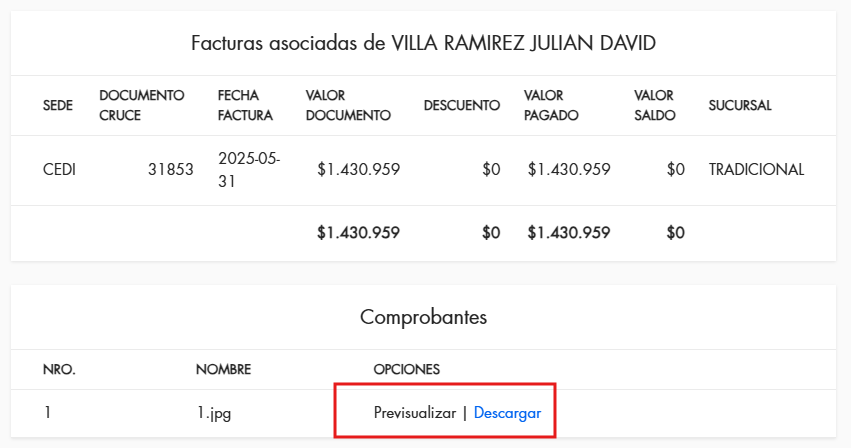 Facturas asociadas de VILLA RAMIREZ JULIAN DAVID
SEDE DOCUMENTO CRUCE FECHA FACTURA VALOR DOCUMENTO DESCUENTO VALOR PAGADO VALOR SALDO SUCURSAL
CEDI 31853 2025-05-31 $1.430.959 $0 $1.430.959 $0 TRADICIONAL
$1.430.959 $0 $1.430.959 $0
Comprobantes
NRO. NOMBRE OPCIONES
1 1.jpg Previsualizar | Descargar